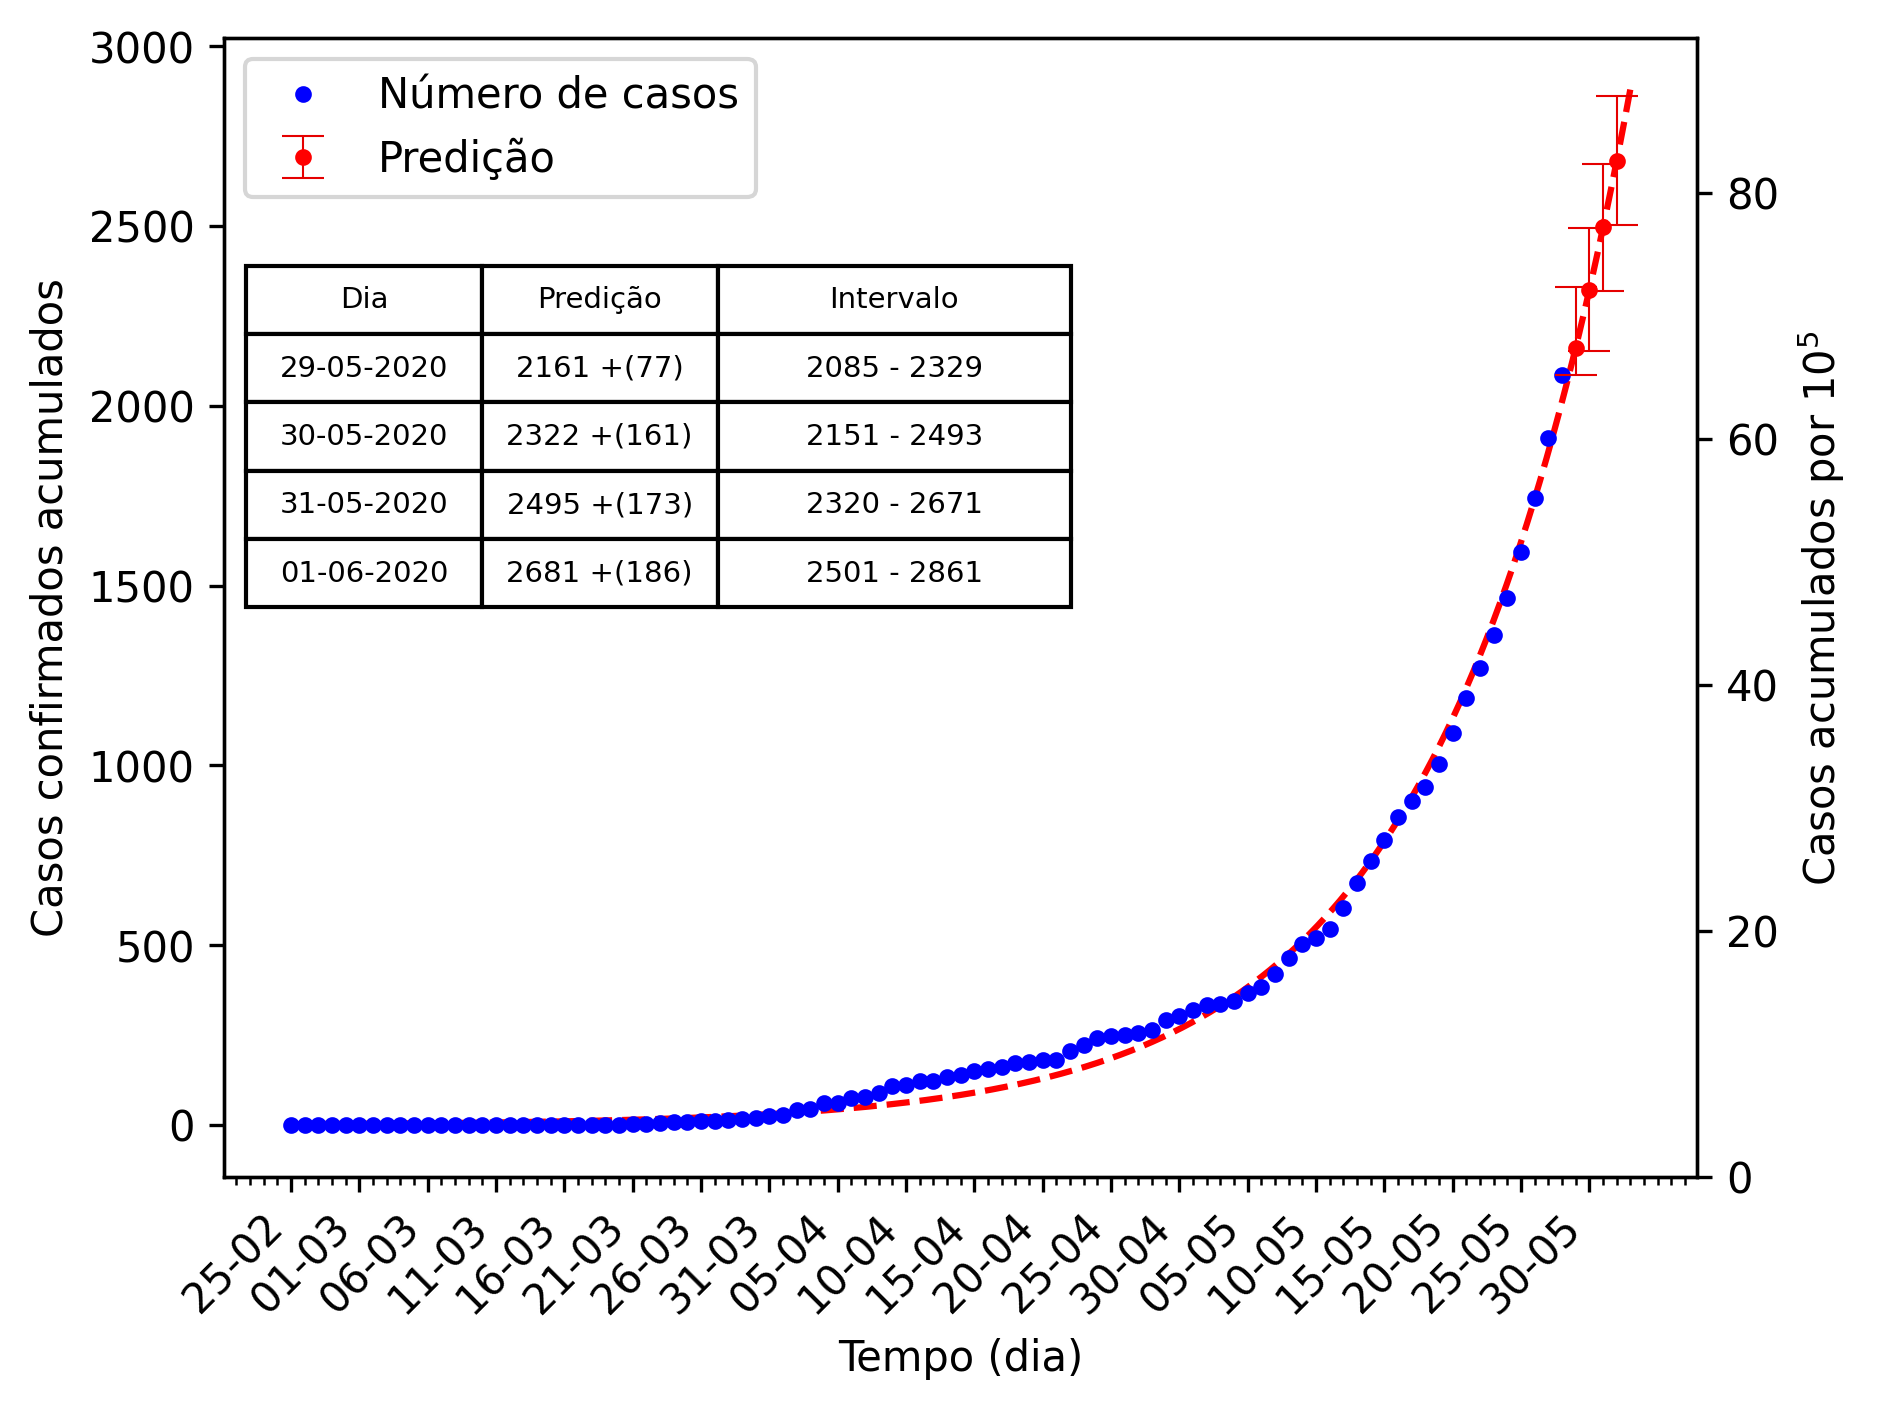 Número de casos
Predição
Dia Predição Intervalo
29-05-2020 2161 +(77) 2085 - 2329
30-05-2020 2322 +(161) 2151 - 2493
31-05-2020 2495 +(173) 2320 - 2671
01-06-2020 2681 +(186) 2501 - 2861
Casos confirmados acumulados
3000
2500
2000
1500
1000
500
0
Casos acumulados por 10⁵
80
60
40
20
0
25-02 01-03 06-03 11-03 16-03 21-03 26-03 31-03 05-04 10-04 15-04 20-04 25-04 30-04 05-05 10-05 15-05 20-05 25-05 30-05
Tempo (dia)